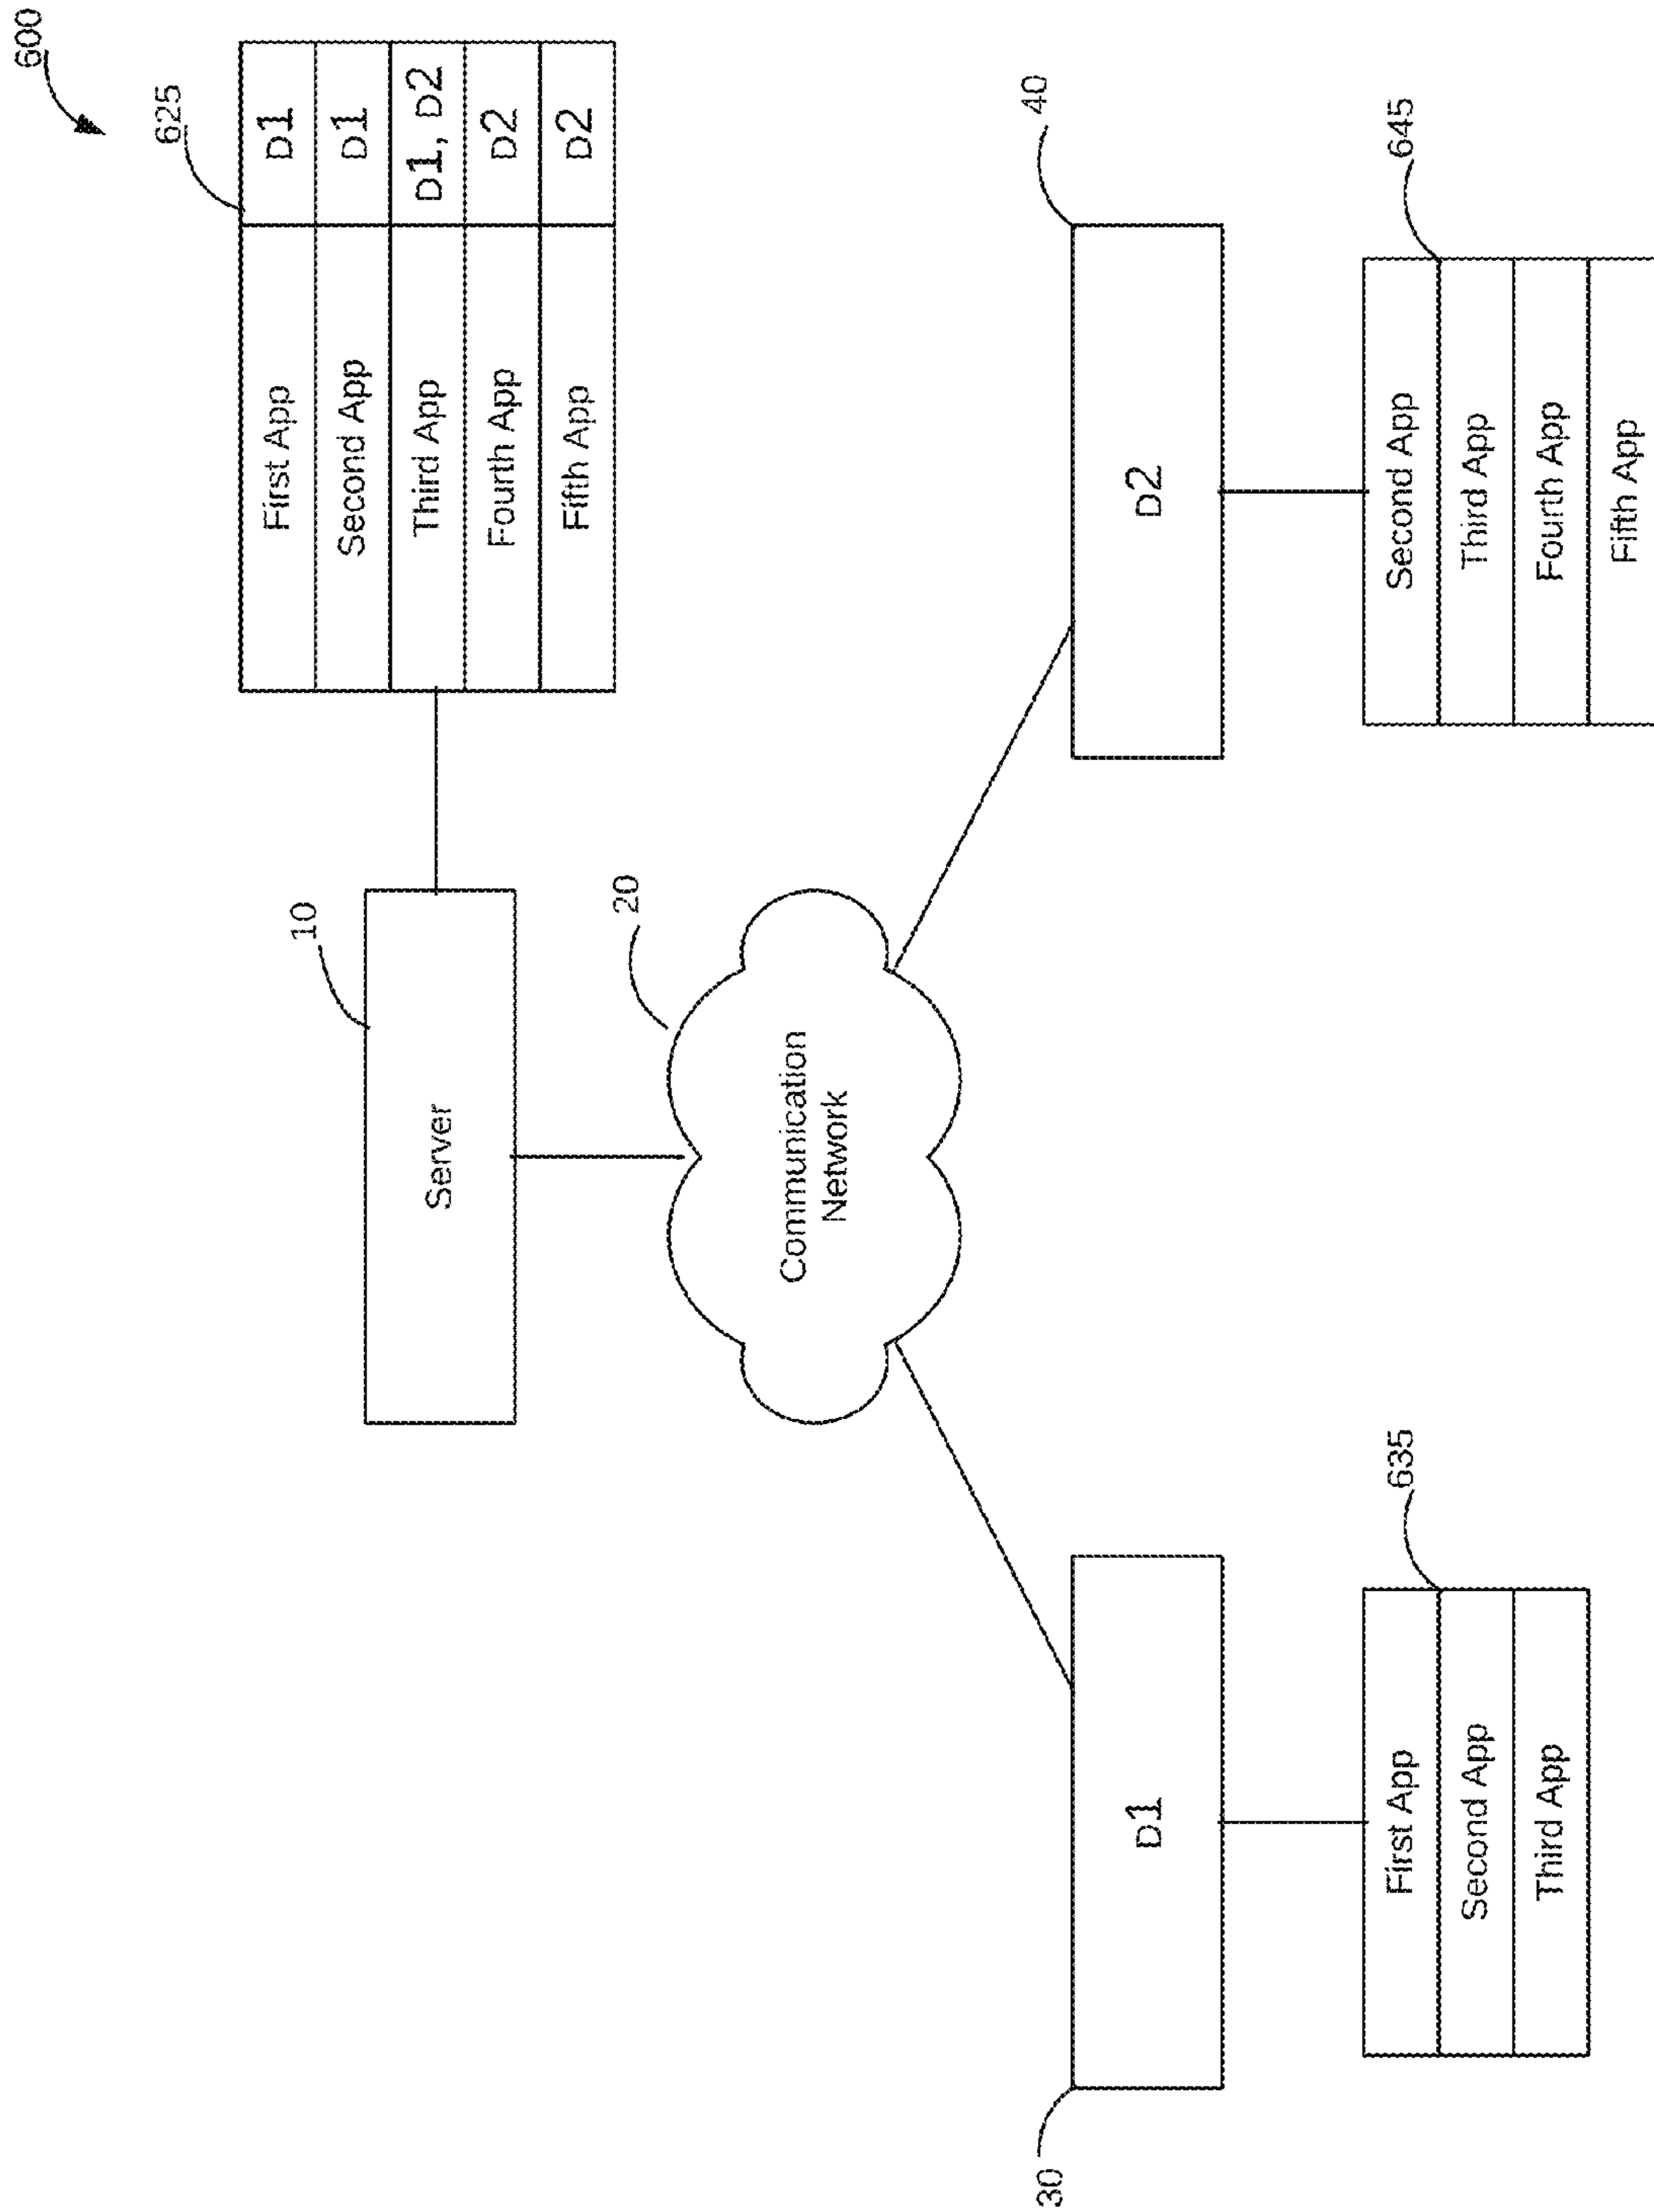 600
625
First App D1
Second App D1
Third App D1, D2
Fourth App D2
Fifth App D2
10
Server
20
Communication
Network
30
D1
40
D2
635
First App
Second App
Third App
645
Second App
Third App
Fourth App
Fifth App